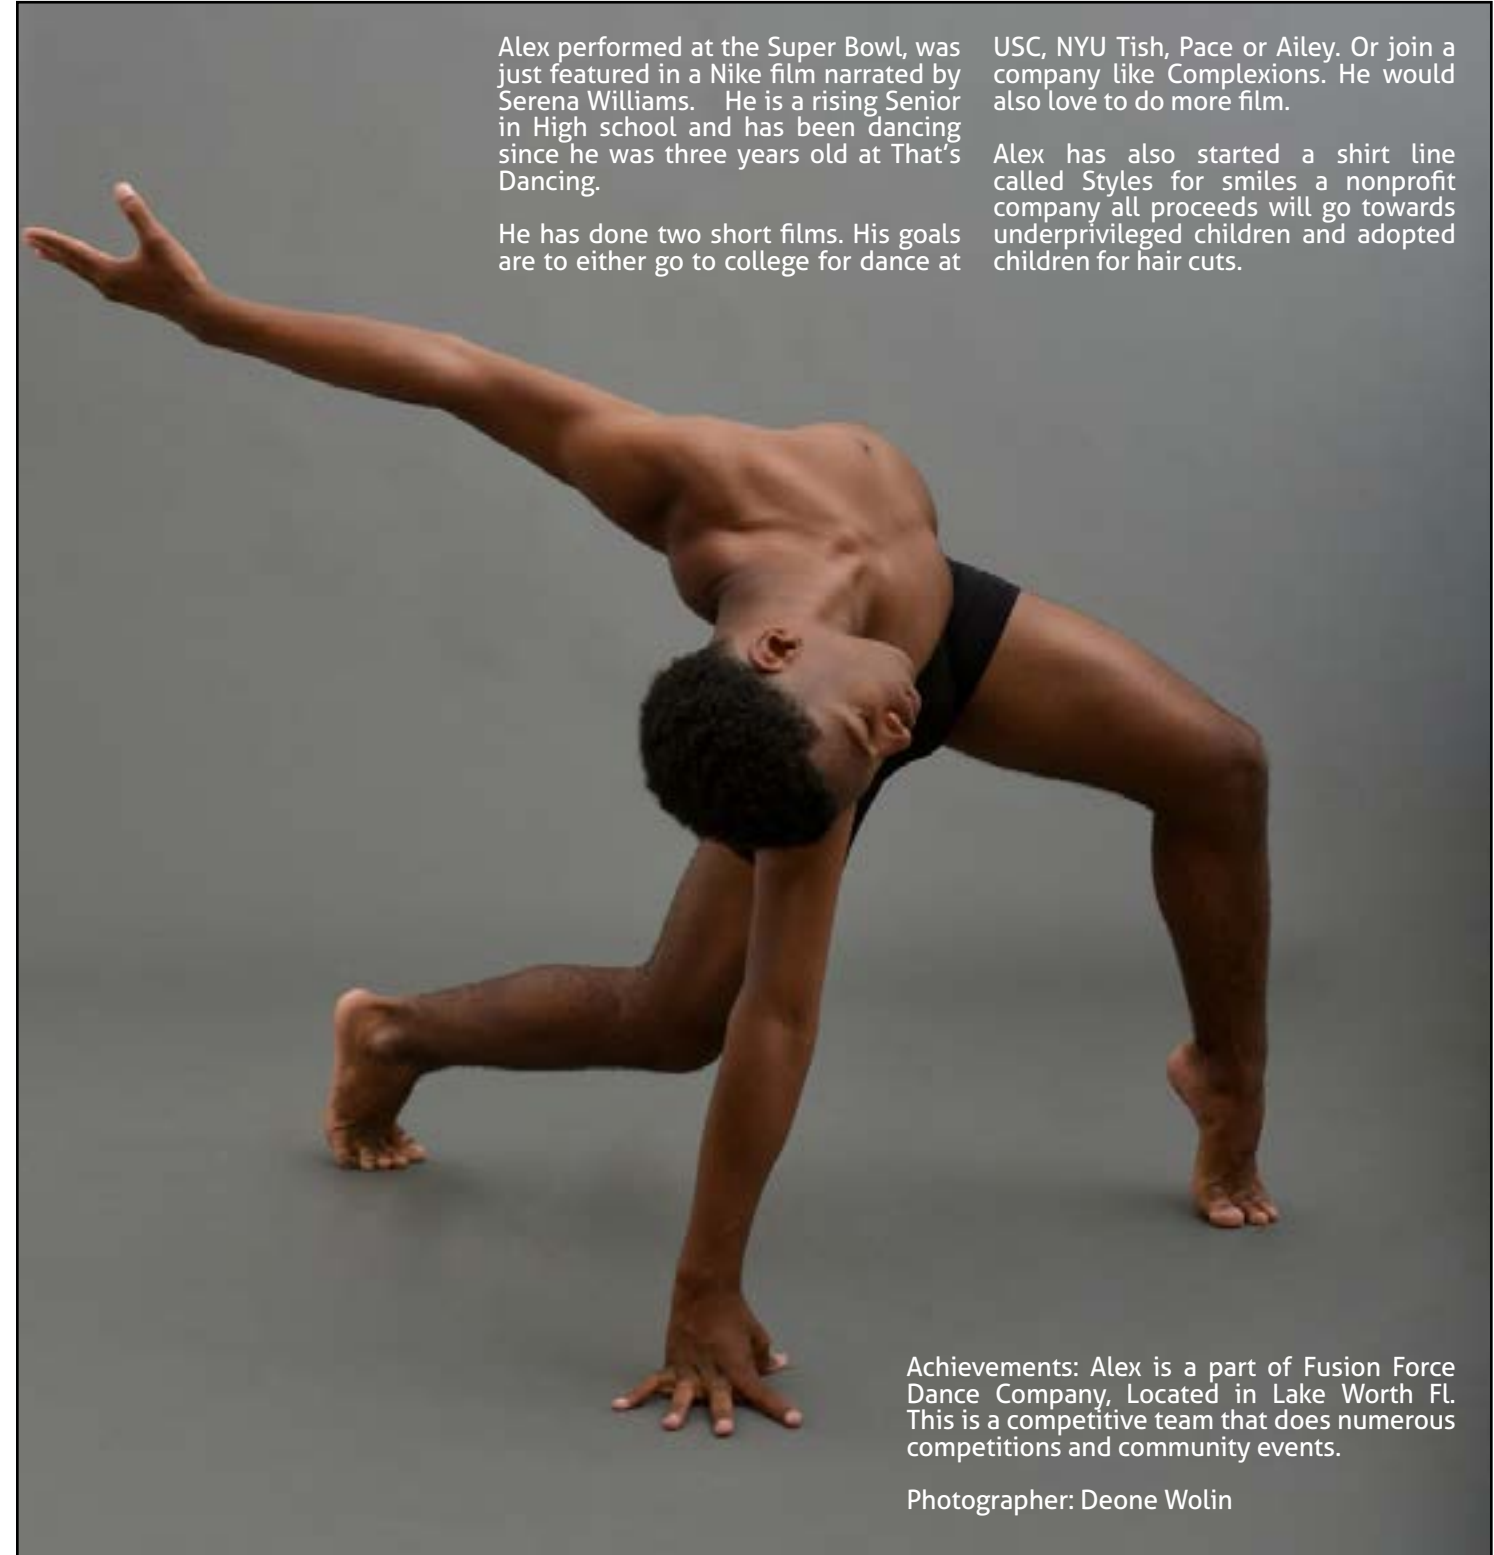 Alex performed at the Super Bowl, was
just featured in a Nike film narrated by
Serena Williams. He is a rising Senior
in High school and has been dancing
since he was three years old at That's
Dancing.
He has done two short films. His goals
are to either go to college for dance at
USC, NYU Tish, Pace or Ailey. Or join a
company like Complexions. He would
also love to do more film.
Alex has also started a shirt line
called Styles for smiles a nonprofit
company all proceeds will go towards
underprivileged children and adopted
children for hair cuts.
Achievements: Alex is a part of Fusion Force
Dance Company, Located in Lake Worth Fl.
This is a competitive team that does numerous
competitions and community events.
Photographer: Deone Wolin